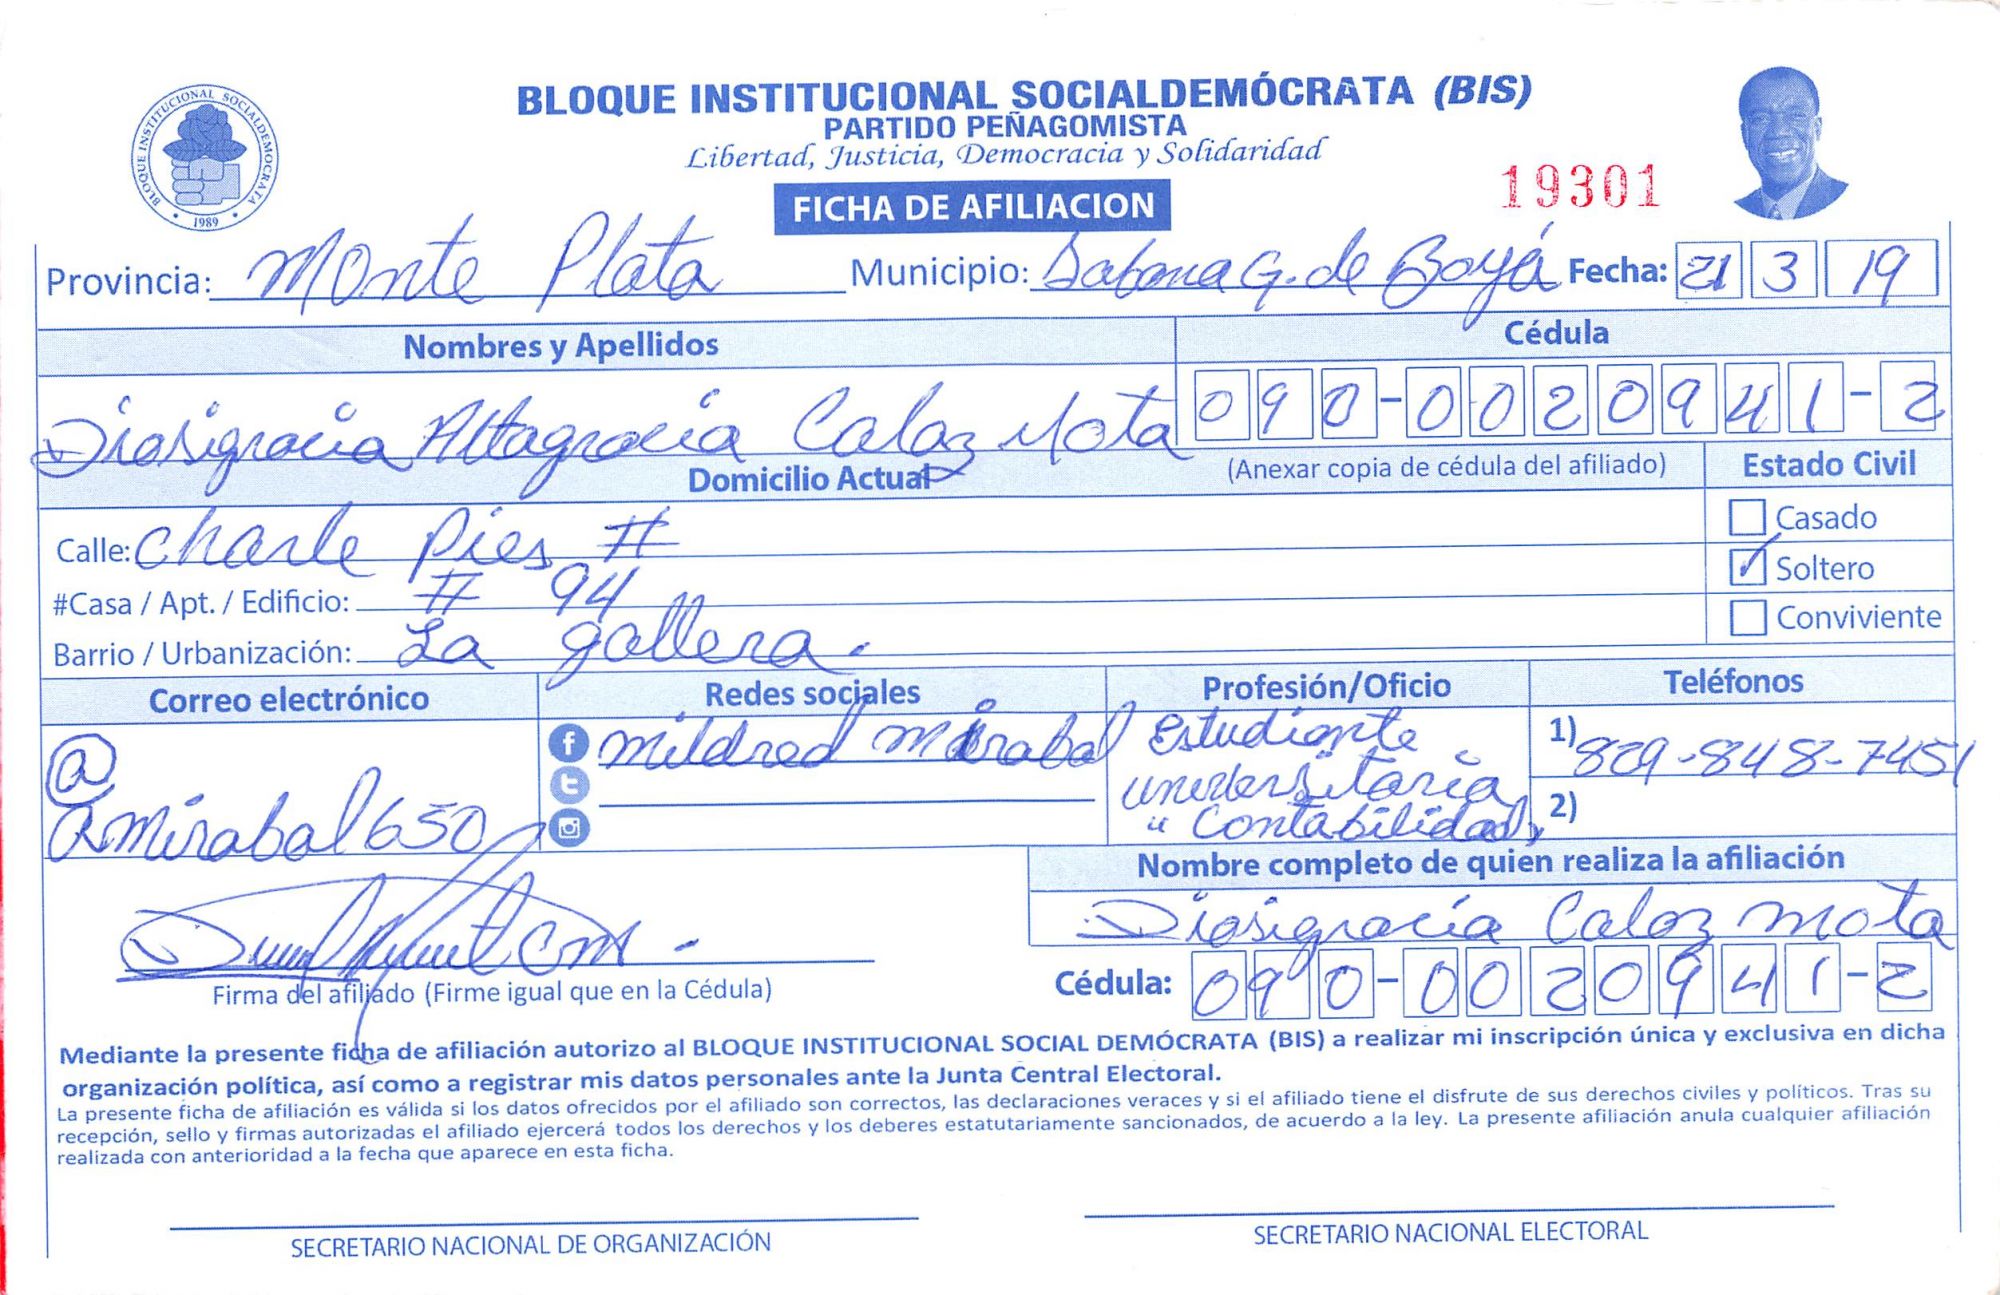 BLOQUE INSTITUCIONAL SOCIALDEMÓCRATA (BIS)
PARTIDO PEÑAGOMISTA
Libertad, Justicia, Democracia y Solidaridad
BLOQUE INSTITUCIONAL SOCIALDEMOCRATA
1989
FICHA DE AFILIACION
19301
Provincia: Monte Plata Municipio: Sabana G. de Boyá Fecha: 21 3 19
Nombres y Apellidos Cédula
Diosigracia Altagracia Calaz Mota 090-0020941-2
Domicilio Actual (Anexar copia de cédula del afiliado) Estado Civil
Calle: Charle Pies #
Casado
#Casa / Apt. / Edificio: # 94
Soltero
Barrio / Urbanización: La gallera.
Conviviente
Correo electrónico Redes sociales Profesión/Oficio Teléfonos
@ Mildred Mirabal Estudiante 1) 829-848-7451
universitaria
Amirabal650 "Contabilidad" 2)
Nombre completo de quien realiza la afiliación
Diosigracia Calaz Mota
Firma del afiliado (Firme igual que en la Cédula) Cédula: 090-0020941-2
Mediante la presente ficha de afiliación autorizo al BLOQUE INSTITUCIONAL SOCIAL DEMÓCRATA (BIS) a realizar mi inscripción única y exclusiva en dicha
organización política, así como a registrar mis datos personales ante la Junta Central Electoral.
La presente ficha de afiliación es válida si los datos ofrecidos por el afiliado son correctos, las declaraciones veraces y si el afiliado tiene el disfrute de sus derechos civiles y políticos. Tras su
recepción, sello y firmas autorizadas el afiliado ejercerá todos los derechos y los deberes estatutariamente sancionados, de acuerdo a la ley. La presente afiliación anula cualquier afiliación
realizada con anterioridad a la fecha que aparece en esta ficha.
SECRETARIO NACIONAL DE ORGANIZACIÓN SECRETARIO NACIONAL ELECTORAL